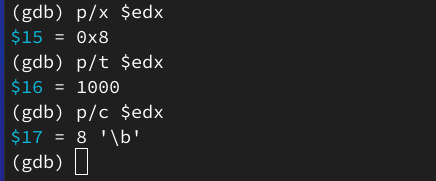 (gdb) p/x $edx
$15 = 0x8
(gdb) p/t $edx
$16 = 1000
(gdb) p/c $edx
$17 = 8 '\b'
(gdb)